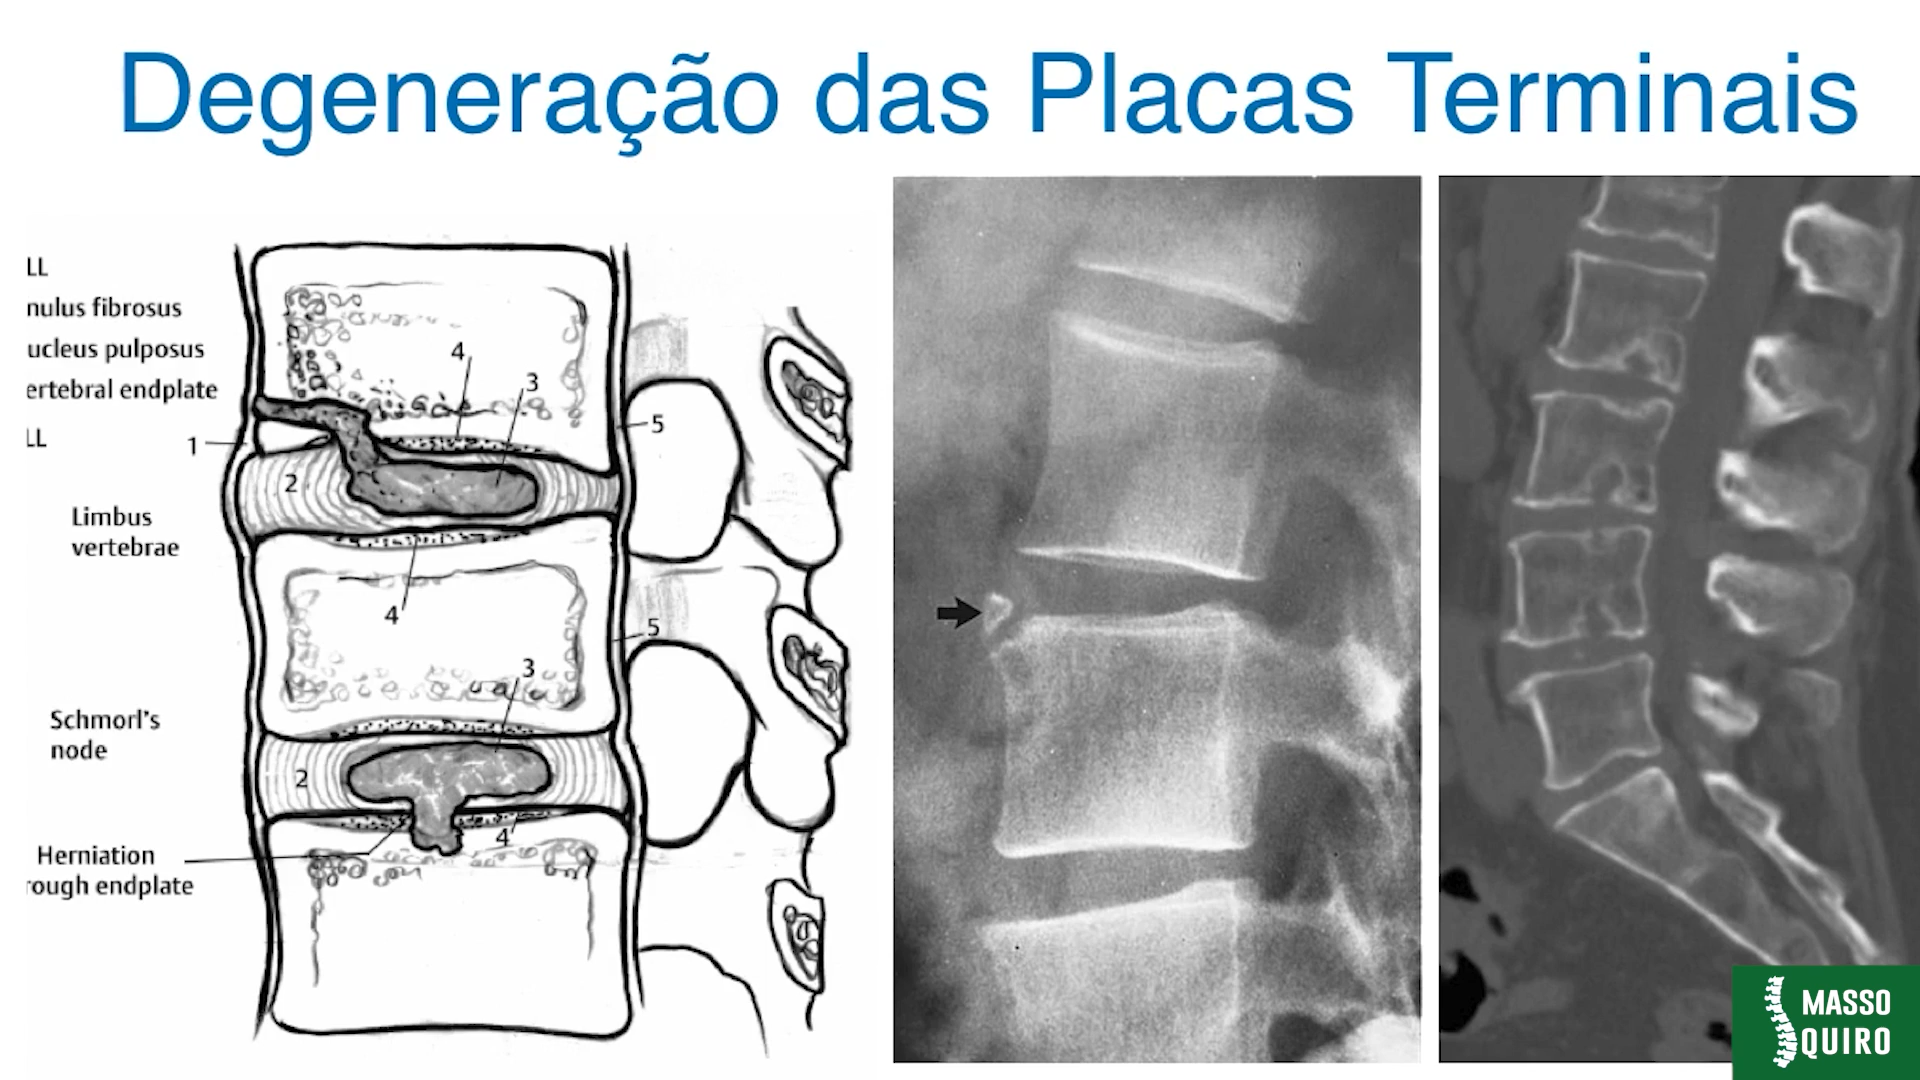 Degeneração das Placas Terminais
LL
nulus fibrosus
ucleus pulposus
ertebral endplate
LL
1
2
3
4
5
Limbus
vertebrae
4
5
3
Schmorl's
node
2
4
Herniation
rough endplate
MASSO
QUIRO